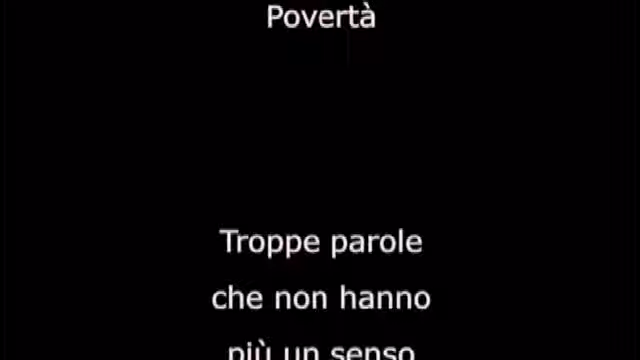 Povertà
Troppe parole
che non hanno
più un senso